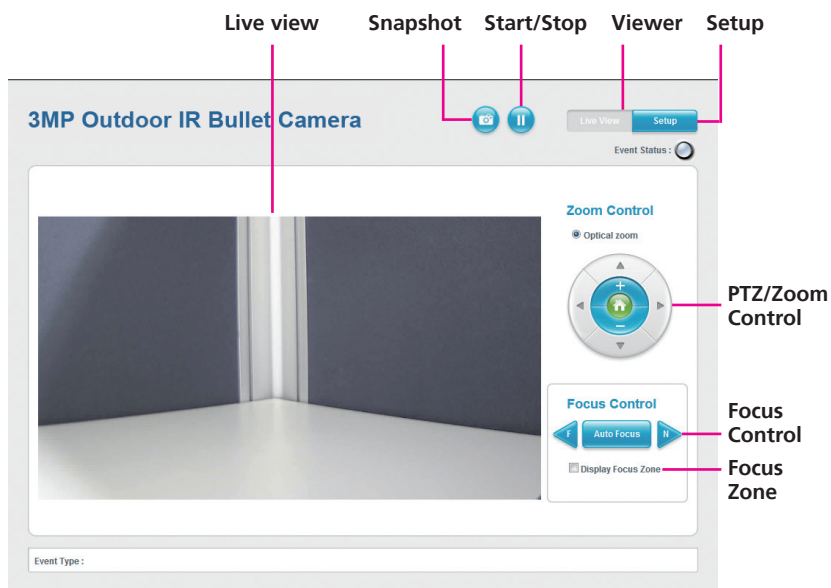 Live view
Snapshot
Start/Stop
Viewer
Setup
3MP Outdoor IR Bullet Camera
Live View
Setup
Event Status :
Zoom Control
Optical zoom
+
−
PTZ/Zoom
Control
Focus Control
F
Auto Focus
N
Focus
Control
Display Focus Zone
Focus
Zone
Event Type :